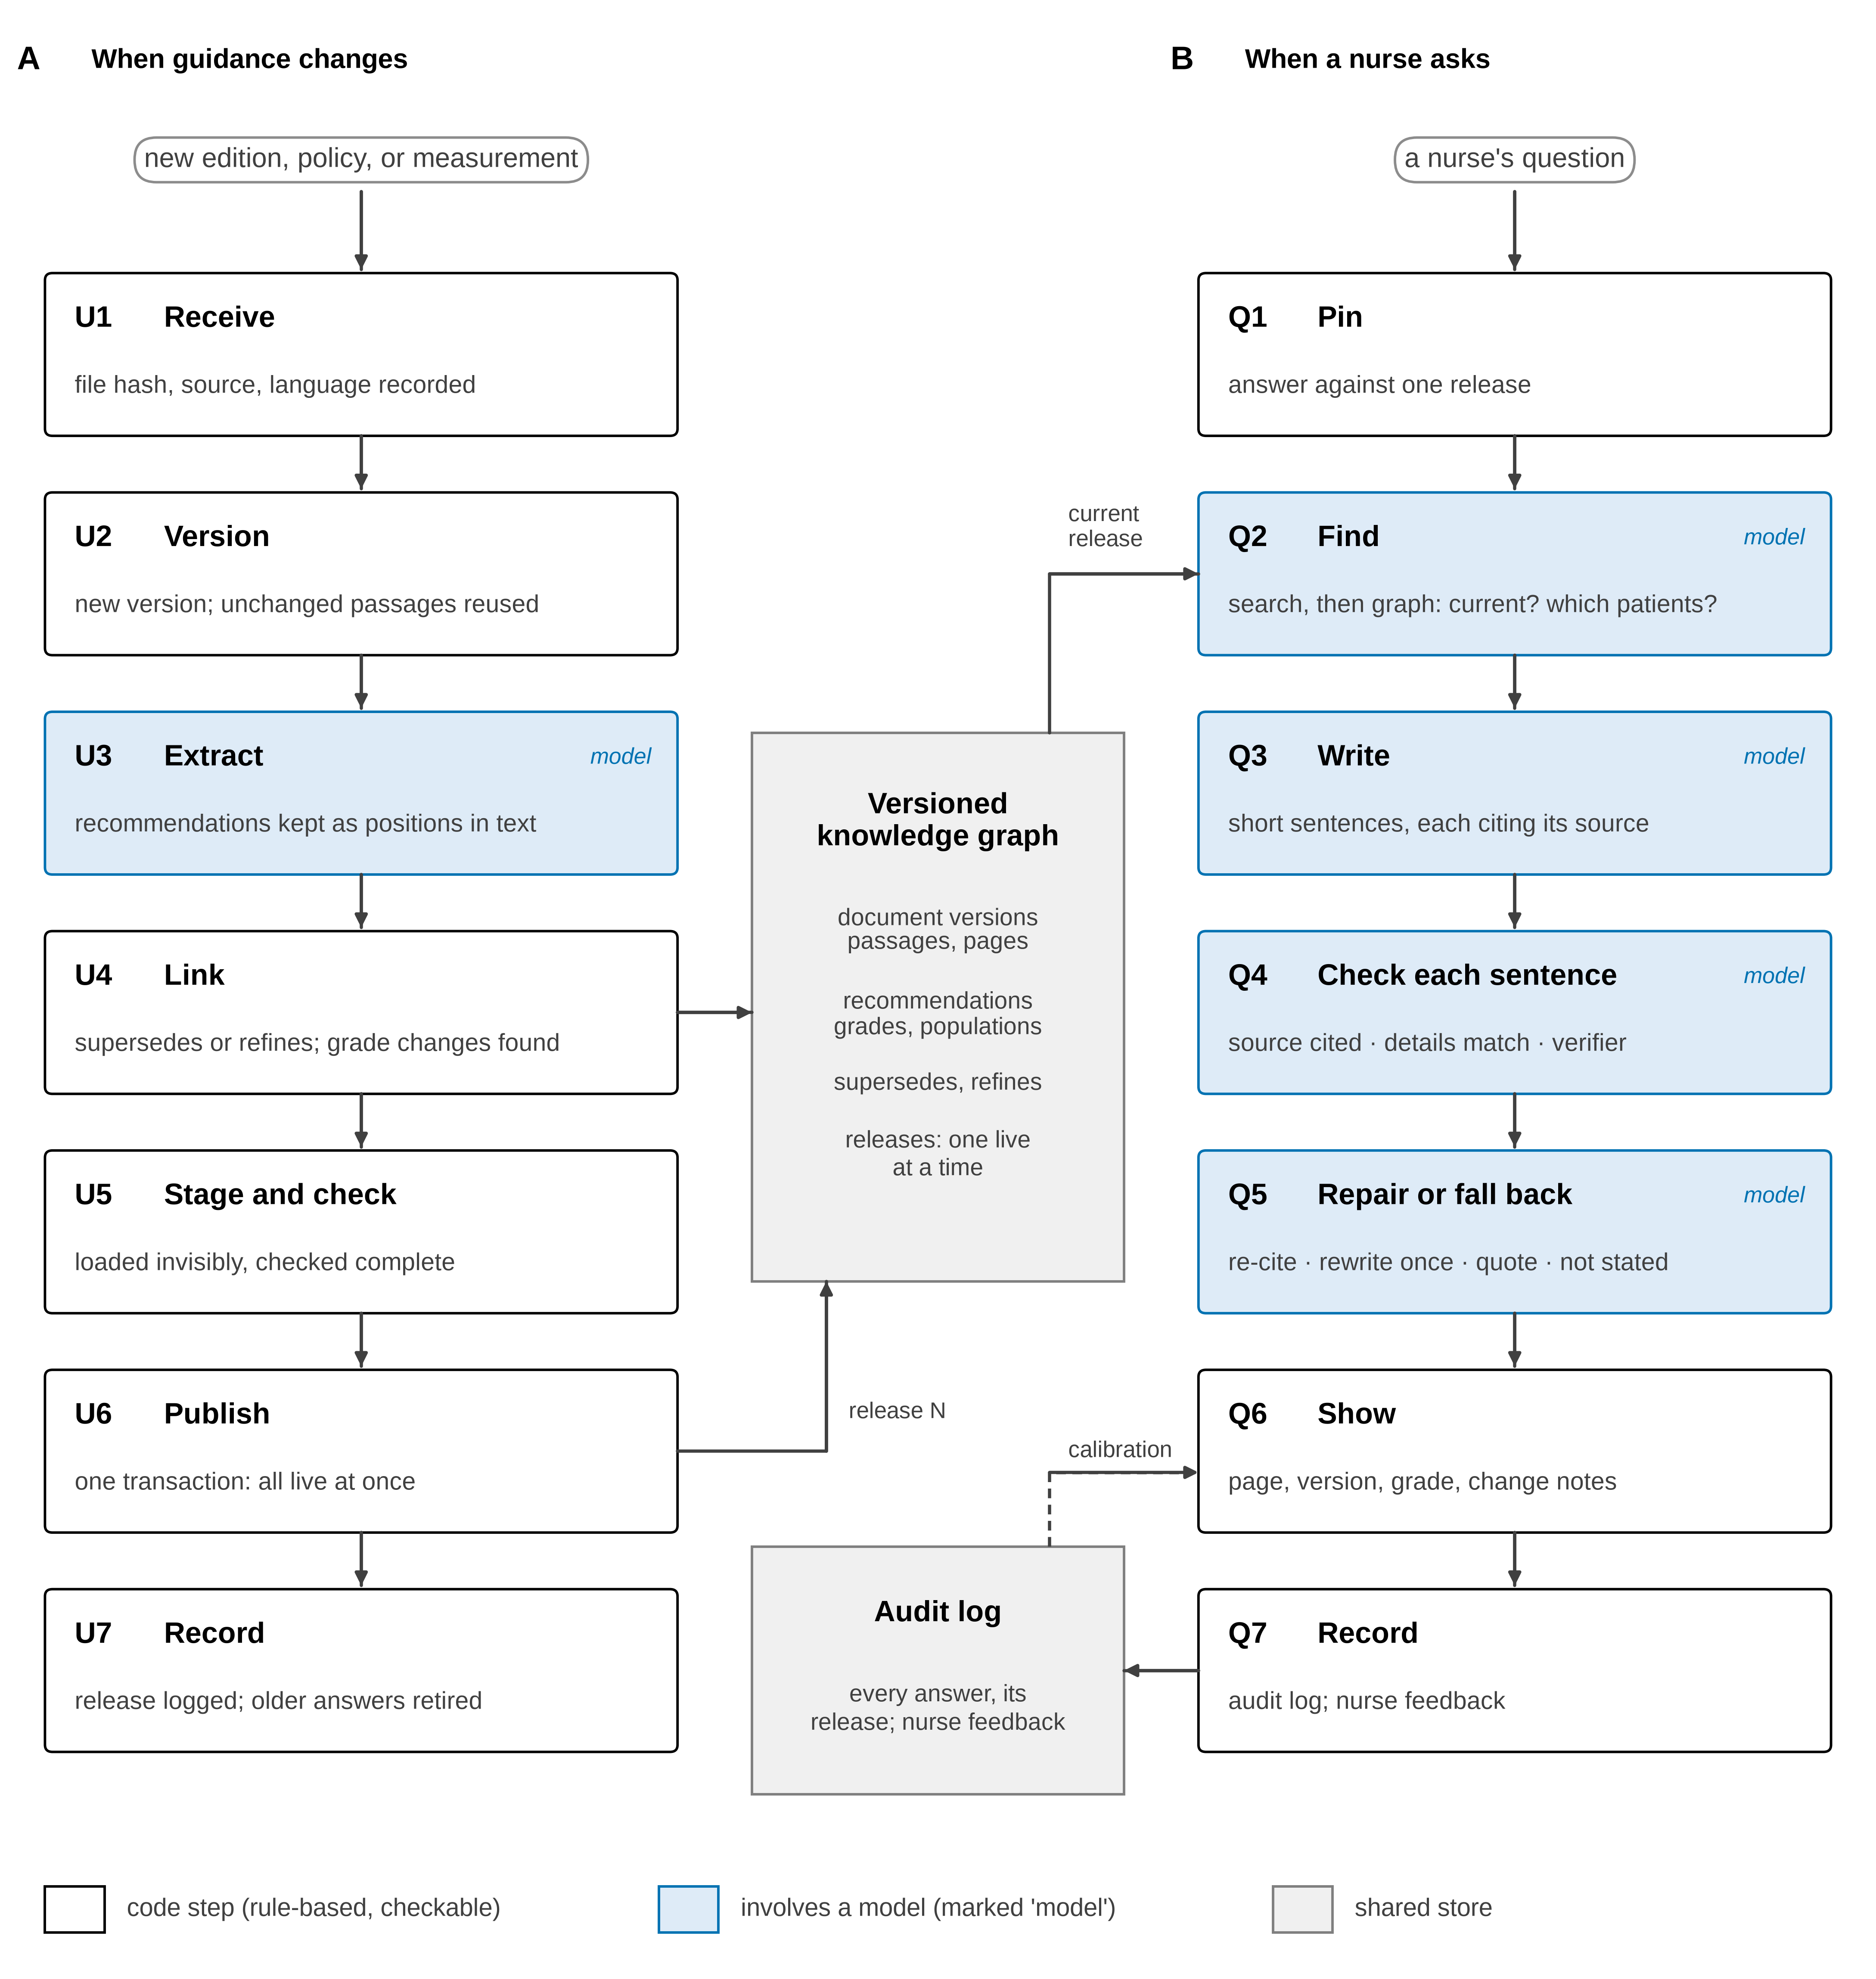 A When guidance changes
new edition, policy, or measurement
U1 Receive
file hash, source, language recorded
U2 Version
new version; unchanged passages reused
U3 Extract model
recommendations kept as positions in text
U4 Link
supersedes or refines; grade changes found
U5 Stage and check
loaded invisibly, checked complete
U6 Publish
one transaction: all live at once
U7 Record
release logged; older answers retired
current
release
Versioned
knowledge graph
document versions
passages, pages
recommendations
grades, populations
supersedes, refines
releases: one live
at a time
release N
calibration
Audit log
every answer, its
release; nurse feedback
B When a nurse asks
a nurse's question
Q1 Pin
answer against one release
Q2 Find model
search, then graph: current? which patients?
Q3 Write model
short sentences, each citing its source
Q4 Check each sentence model
source cited · details match · verifier
Q5 Repair or fall back model
re-cite · rewrite once · quote · not stated
Q6 Show
page, version, grade, change notes
Q7 Record
audit log; nurse feedback
code step (rule-based, checkable)
involves a model (marked 'model')
shared store